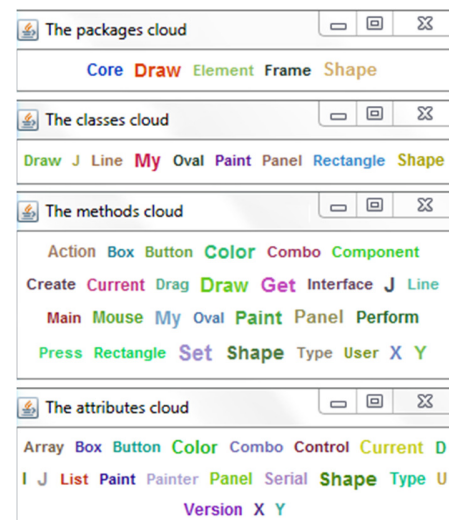 The packages cloud
Core Draw Element Frame Shape
The classes cloud
Draw J Line My Oval Paint Panel Rectangle Shape
The methods cloud
Action Box Button Color Combo Component
Create Current Drag Draw Get Interface J Line
Main Mouse My Oval Paint Panel Perform
Press Rectangle Set Shape Type User X Y
The attributes cloud
Array Box Button Color Combo Control Current D
I J List Paint Painter Panel Serial Shape Type U
Version X Y